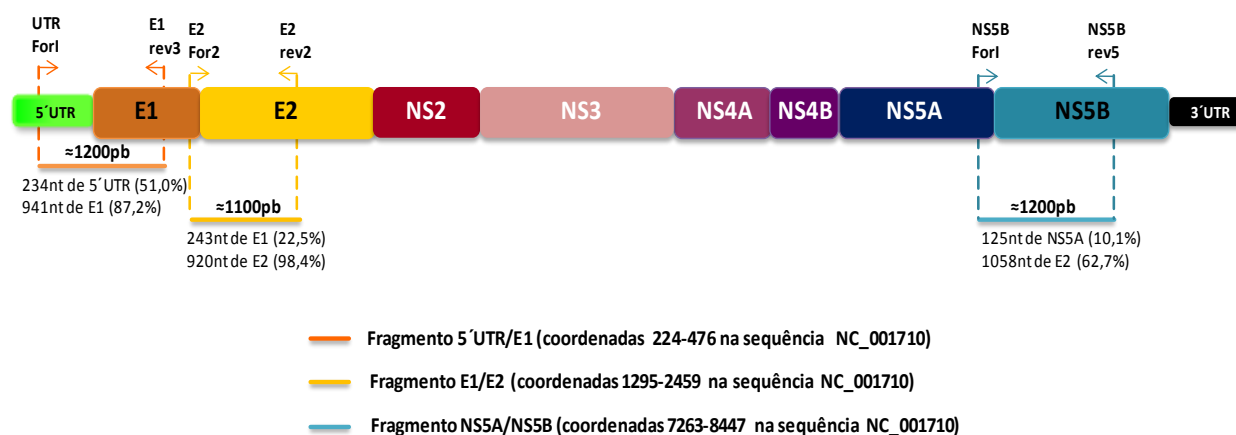 UTR
ForI
E1
rev3
E2
For2
E2
rev2
NS5B
ForI
NS5B
rev5
5´UTR
E1
E2
NS2
NS3
NS4A
NS4B
NS5A
NS5B
3´UTR
≈1200pb
234nt de 5´UTR (51,0%)
941nt de E1 (87,2%)
≈1100pb
243nt de E1 (22,5%)
920nt de E2 (98,4%)
≈1200pb
125nt de NS5A (10,1%)
1058nt de E2 (62,7%)
Fragmento 5´UTR/E1 (coordenadas 224-476 na sequência NC_001710)
Fragmento E1/E2 (coordenadas 1295-2459 na sequência NC_001710)
Fragmento NS5A/NS5B (coordenadas 7263-8447 na sequência NC_001710)